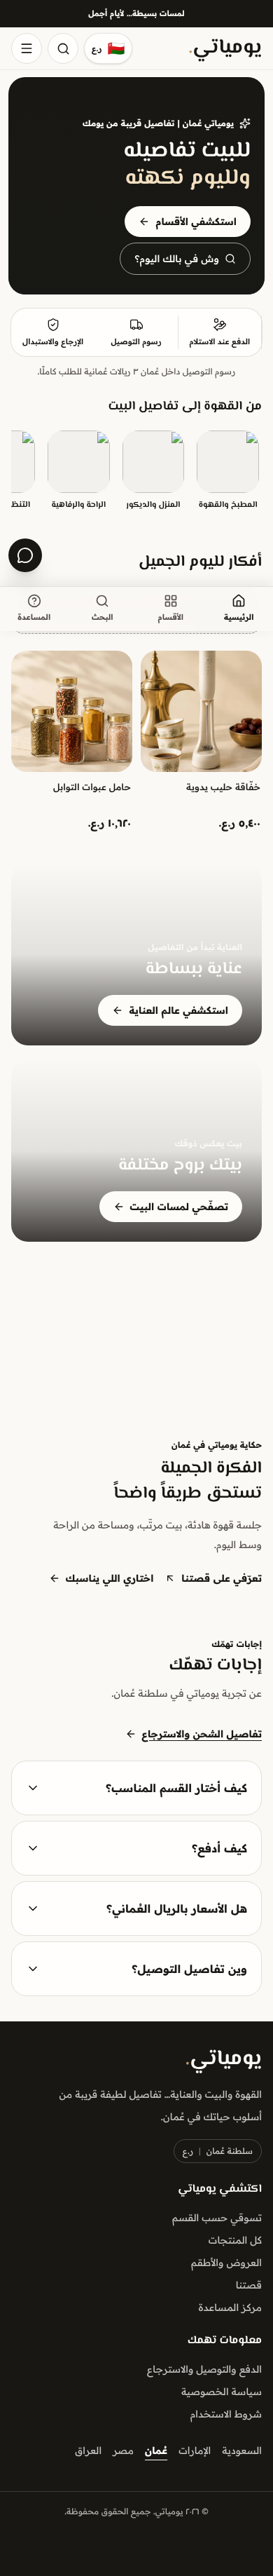 لمسات بسيطة... لأيام أجمل
يومياتي.
ر.ع
يومياتي عُمان | تفاصيل قريبة من يومك
للبيت تفاصيله
ولليوم نكهته
استكشفي الأقسام
وش في بالك اليوم؟
الدفع عند الاستلام
رسوم التوصيل
الإرجاع والاستبدال
رسوم التوصيل داخل عُمان ٣ ريالات عُمانية للطلب كاملًا.
من القهوة إلى تفاصيل البيت
المطبخ والقهوة
المنزل والديكور
الراحة والرفاهية
أفكار لليوم الجميل
الرئيسية
الأقسام
البحث
المساعدة
خفّاقة حليب يدوية
٥,٤٠٠ ر.ع.
حامل عبوات التوابل
١٠,٦٢٠ ر.ع.
العناية تبدأ من التفاصيل
عناية ببساطة
استكشفي عالم العناية
بيت يعكس ذوقك
بيتك بروح مختلفة
تصفّحي لمسات البيت
حكاية يومياتي في عُمان
الفكرة الجميلة
تستحق طريقاً واضحاً
جلسة قهوة هادئة، بيت مرتّب، ومساحة من الراحة
وسط اليوم.
تعرّفي على قصتنا
اختاري اللي يناسبك
إجابات تهمّك
إجابات تهمّك
عن تجربة يومياتي في سلطنة عُمان.
تفاصيل الشحن والاسترجاع
كيف أختار القسم المناسب؟
كيف أدفع؟
هل الأسعار بالريال العُماني؟
وين تفاصيل التوصيل؟
يومياتي.
القهوة والبيت والعناية... تفاصيل لطيفة قريبة من
أسلوب حياتك في عُمان.
سلطنة عُمان | ر.ع
اكتشفي يومياتي
تسوقي حسب القسم
كل المنتجات
العروض والأطقم
قصتنا
مركز المساعدة
معلومات تهمك
الدفع والتوصيل والاسترجاع
سياسة الخصوصية
شروط الاستخدام
السعودية
الإمارات
عُمان
مصر
العراق
© ٢٠٢٦ يومياتي. جميع الحقوق محفوظة.